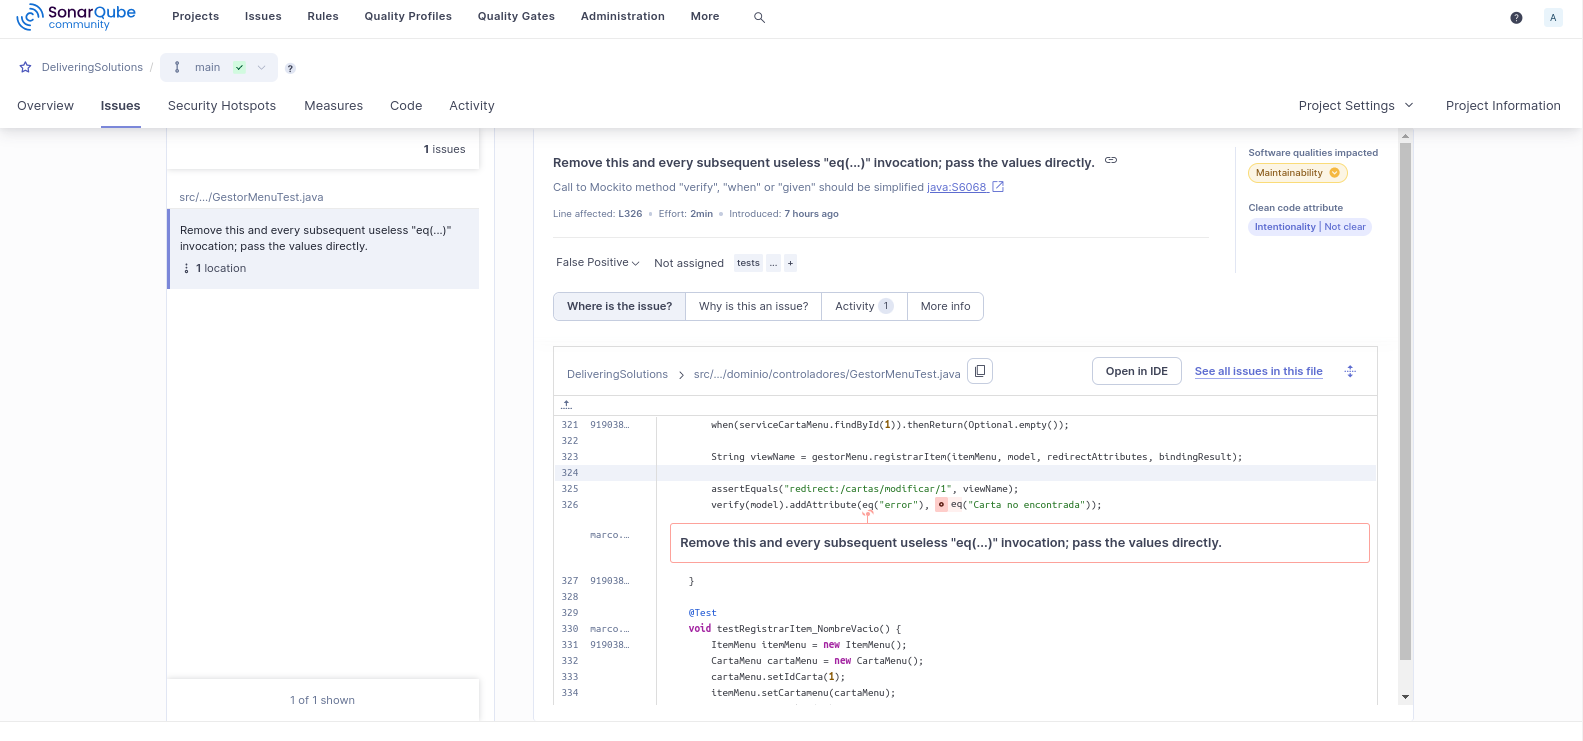 SonarQube
community
Projects Issues Rules Quality Profiles Quality Gates Administration More
? A
DeliveringSolutions / main ?
Overview Issues Security Hotspots Measures Code Activity Project Settings Project Information
1 issues
src/.../GestorMenuTest.java
Remove this and every subsequent useless "eq(...)"
invocation; pass the values directly.
1 location
1 of 1 shown
Remove this and every subsequent useless "eq(...)" invocation; pass the values directly.
Call to Mockito method "verify", "when" or "given" should be simplified java:S6068
Line affected: L326 • Effort: 2min • Introduced: 7 hours ago
Software qualities impacted
Maintainability
Clean code attribute
Intentionality | Not clear
False Positive Not assigned tests ... +
Where is the issue? Why is this an issue? Activity 1 More info
DeliveringSolutions > src/.../dominio/controladores/GestorMenuTest.java Open in IDE See all issues in this file
321 919038… when(serviceCartaMenu.findById(1)).thenReturn(Optional.empty());
322
323 String viewName = gestorMenu.registrarItem(itemMenu, model, redirectAttributes, bindingResult);
324
325 assertEquals("redirect:/cartas/modificar/1", viewName);
326 verify(model).addAttribute(eq("error"), eq("Carta no encontrada"));
marco.… Remove this and every subsequent useless "eq(...)" invocation; pass the values directly.
327 919038… }
328
329 @Test
330 marco.… void testRegistrarItem_NombreVacio() {
331 919038… ItemMenu itemMenu = new ItemMenu();
332 CartaMenu cartaMenu = new CartaMenu();
333 cartaMenu.setIdCarta(1);
334 itemMenu.setCartamenu(cartaMenu);